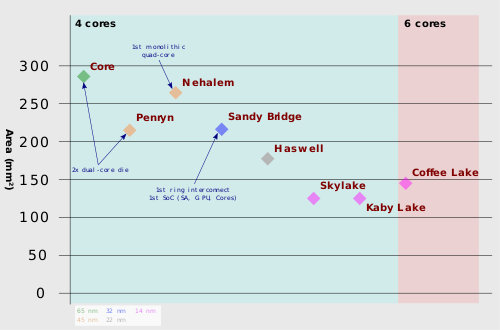 4 cores
6 cores
1st monolithic
quad-core
300
Core
Nehalem
250
Penryn
Sandy Bridge
200
Haswell
2x dual-core die
Coffee Lake
150
1st ring interconnect
1st SoC (SA, GPU, Cores)
Skylake
Kaby Lake
100
50
0
Area (mm²)
65 nm 32 nm 14 nm
45 nm 22 nm